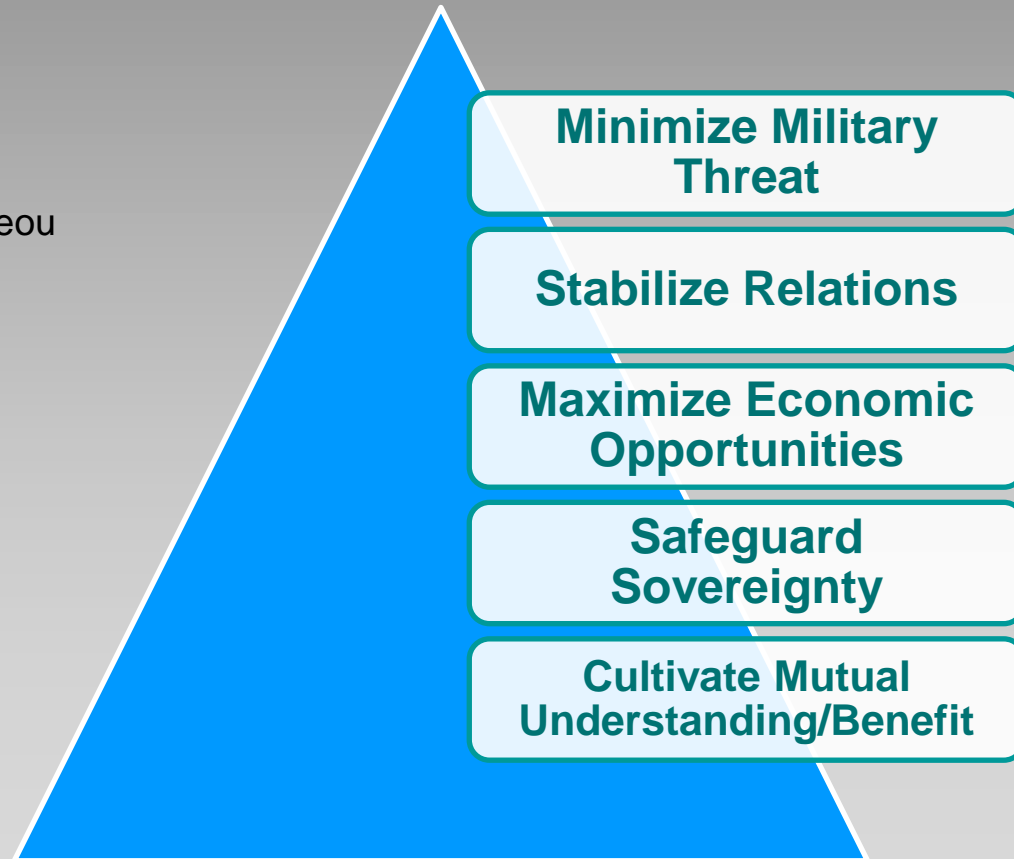 eou
Minimize Military
Threat
Stabilize Relations
Maximize Economic
Opportunities
Safeguard
Sovereignty
Cultivate Mutual
Understanding/Benefit